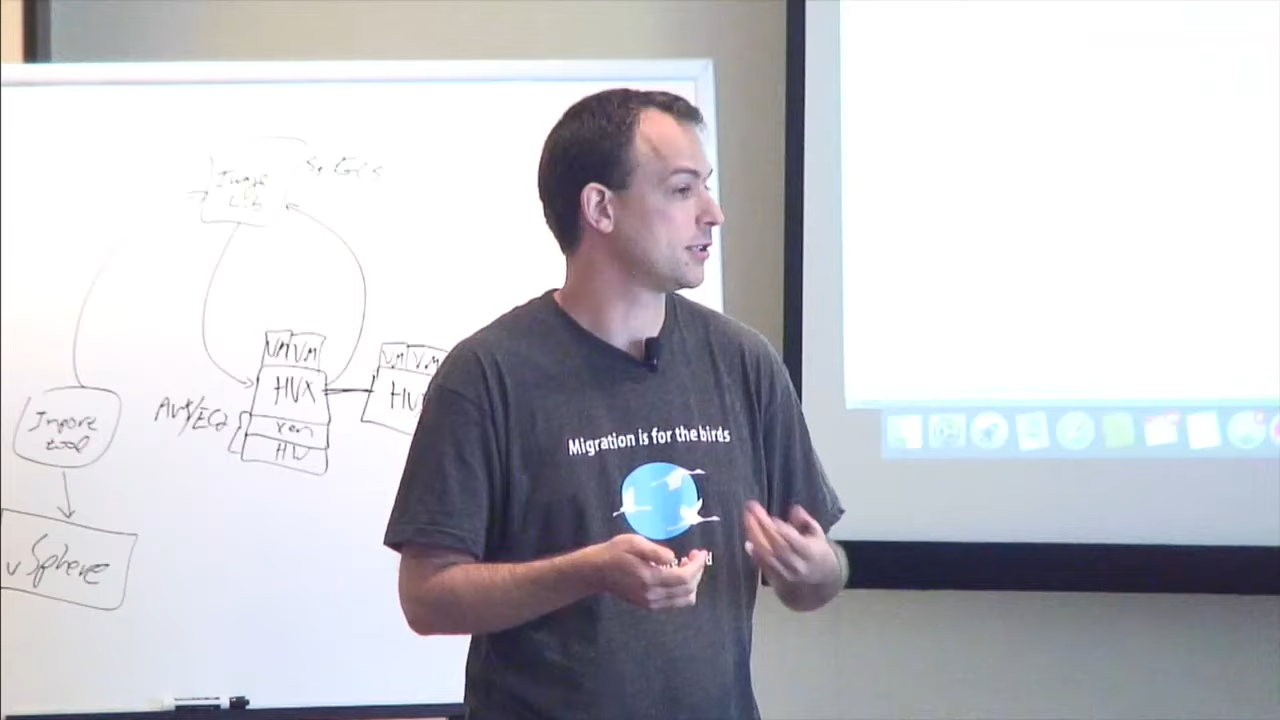 Image
Lib
VM VM
HVX
xen
HV
VM VM
HV
AWS/EC2
Import
tool
vSphere
Migration is for the birds